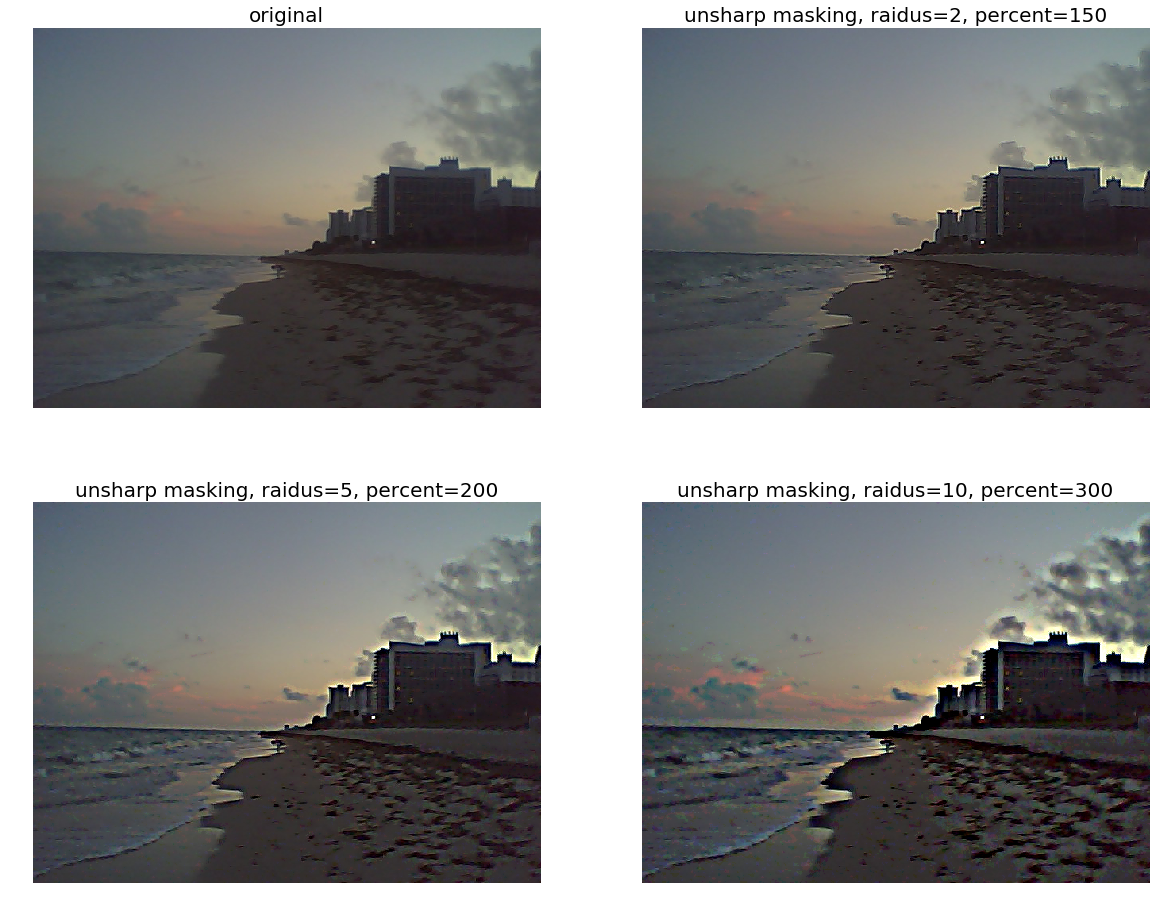 original
unsharp masking, raidus=2, percent=150
unsharp masking, raidus=5, percent=200
unsharp masking, raidus=10, percent=300